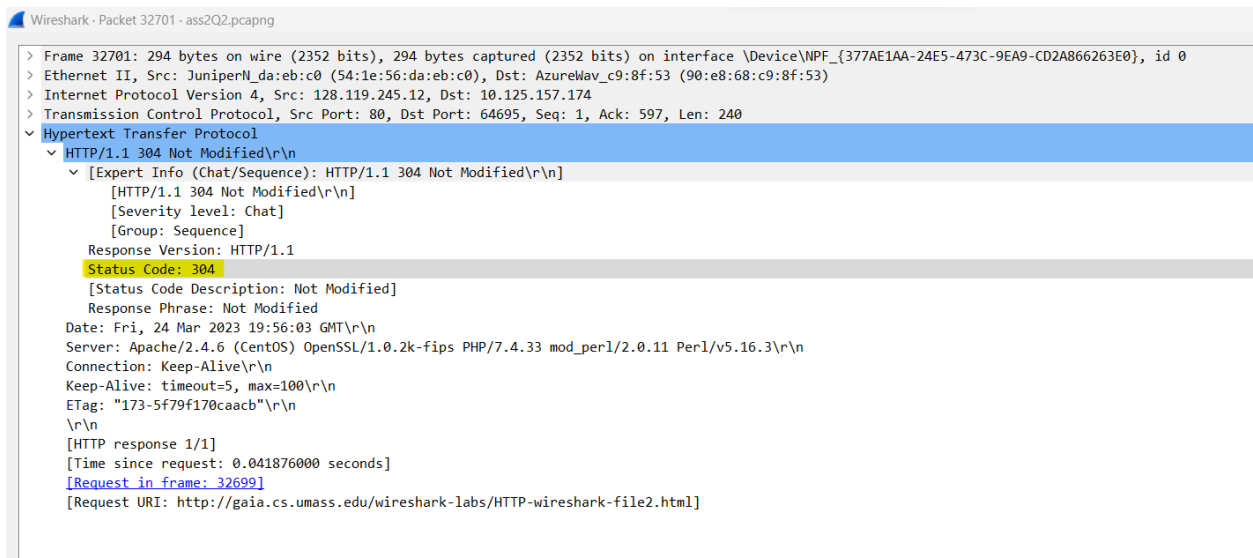 Wireshark · Packet 32701 · ass2Q2.pcapng
Frame 32701: 294 bytes on wire (2352 bits), 294 bytes captured (2352 bits) on interface \Device\NPF_{377AE1AA-24E5-473C-9EA9-CD2A866263E0}, id 0
Ethernet II, Src: JuniperN_da:eb:c0 (54:1e:56:da:eb:c0), Dst: AzureWav_c9:8f:53 (90:e8:68:c9:8f:53)
Internet Protocol Version 4, Src: 128.119.245.12, Dst: 10.125.157.174
Transmission Control Protocol, Src Port: 80, Dst Port: 64695, Seq: 1, Ack: 597, Len: 240
Hypertext Transfer Protocol
HTTP/1.1 304 Not Modified\r\n
[Expert Info (Chat/Sequence): HTTP/1.1 304 Not Modified\r\n]
[HTTP/1.1 304 Not Modified\r\n]
[Severity level: Chat]
[Group: Sequence]
Response Version: HTTP/1.1
Status Code: 304
[Status Code Description: Not Modified]
Response Phrase: Not Modified
Date: Fri, 24 Mar 2023 19:56:03 GMT\r\n
Server: Apache/2.4.6 (CentOS) OpenSSL/1.0.2k-fips PHP/7.4.33 mod_perl/2.0.11 Perl/v5.16.3\r\n
Connection: Keep-Alive\r\n
Keep-Alive: timeout=5, max=100\r\n
ETag: "173-5f79f170caacb"\r\n
\r\n
[HTTP response 1/1]
[Time since request: 0.041876000 seconds]
[Request in frame: 32699]
[Request URI: http://gaia.cs.umass.edu/wireshark-labs/HTTP-wireshark-file2.html]